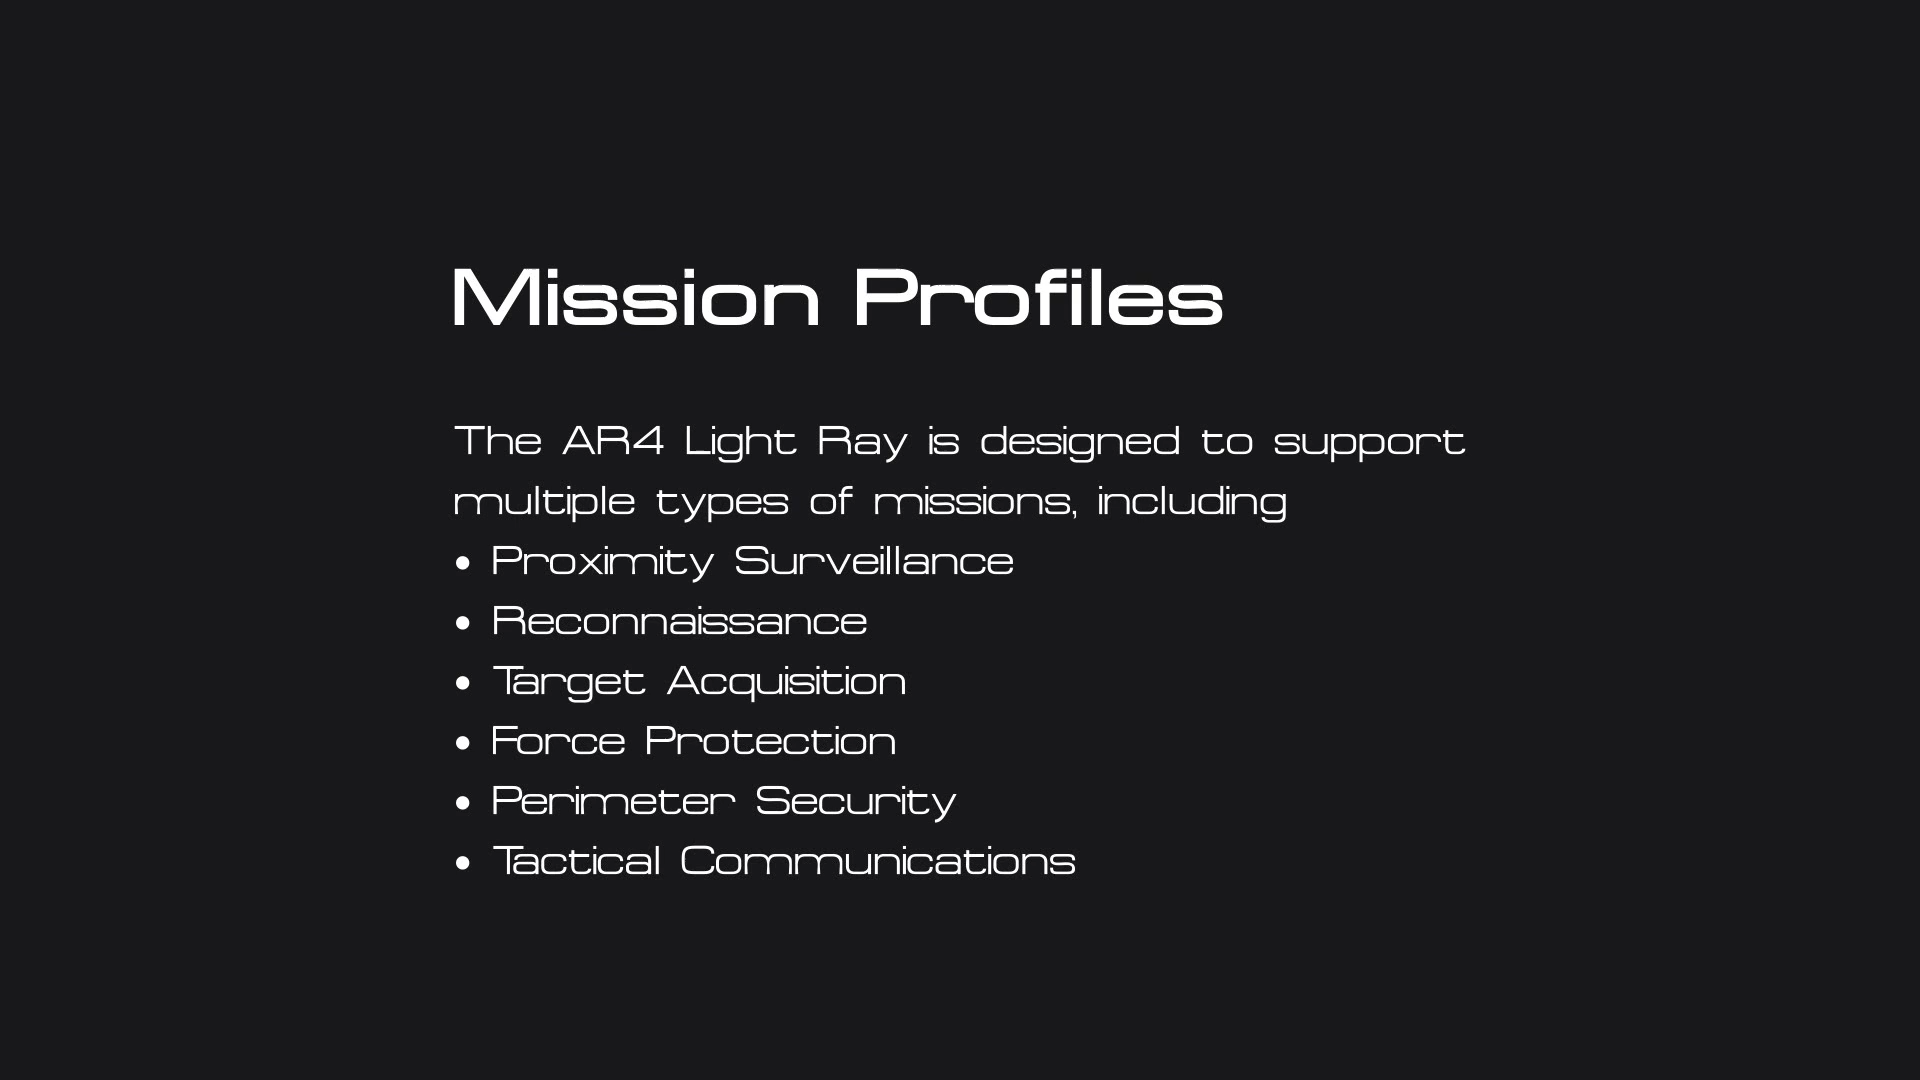 Mission Profiles
The AR4 Light Ray is designed to support
multiple types of missions, including
• Proximity Surveillance
• Reconnaissance
• Target Acquisition
• Force Protection
• Perimeter Security
• Tactical Communications